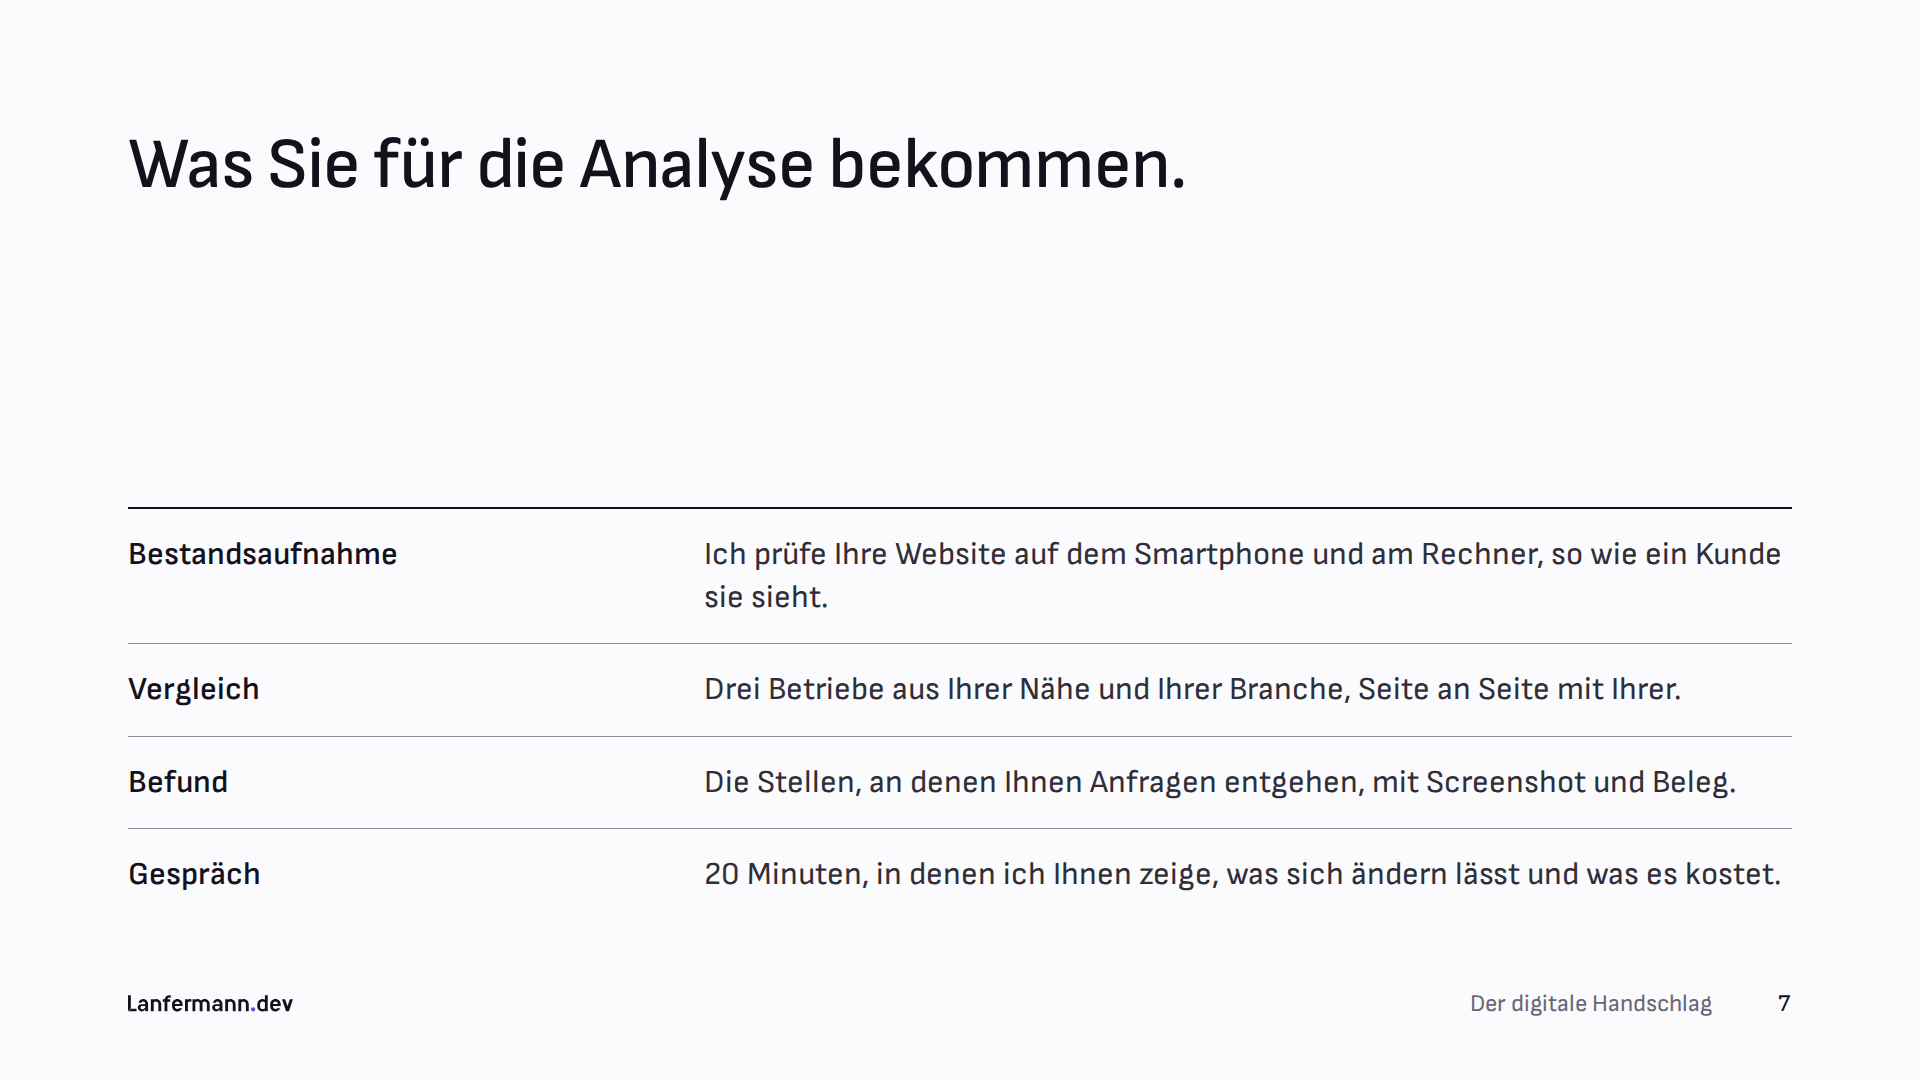 Was Sie für die Analyse bekommen.
Bestandsaufnahme
Ich prüfe Ihre Website auf dem Smartphone und am Rechner, so wie ein Kunde
sie sieht.
Vergleich
Drei Betriebe aus Ihrer Nähe und Ihrer Branche, Seite an Seite mit Ihrer.
Befund
Die Stellen, an denen Ihnen Anfragen entgehen, mit Screenshot und Beleg.
Gespräch
20 Minuten, in denen ich Ihnen zeige, was sich ändern lässt und was es kostet.
Lanfermann.dev
Der digitale Handschlag
7